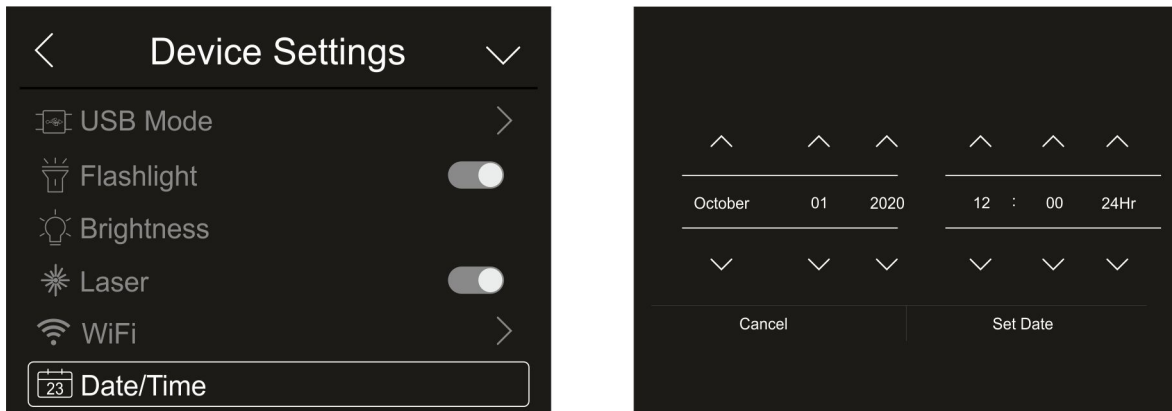 Device Settings
USB Mode
Flashlight
Brightness
Laser
WiFi
23 Date/Time
October 01 2020 12 : 00 24Hr
Cancel Set Date